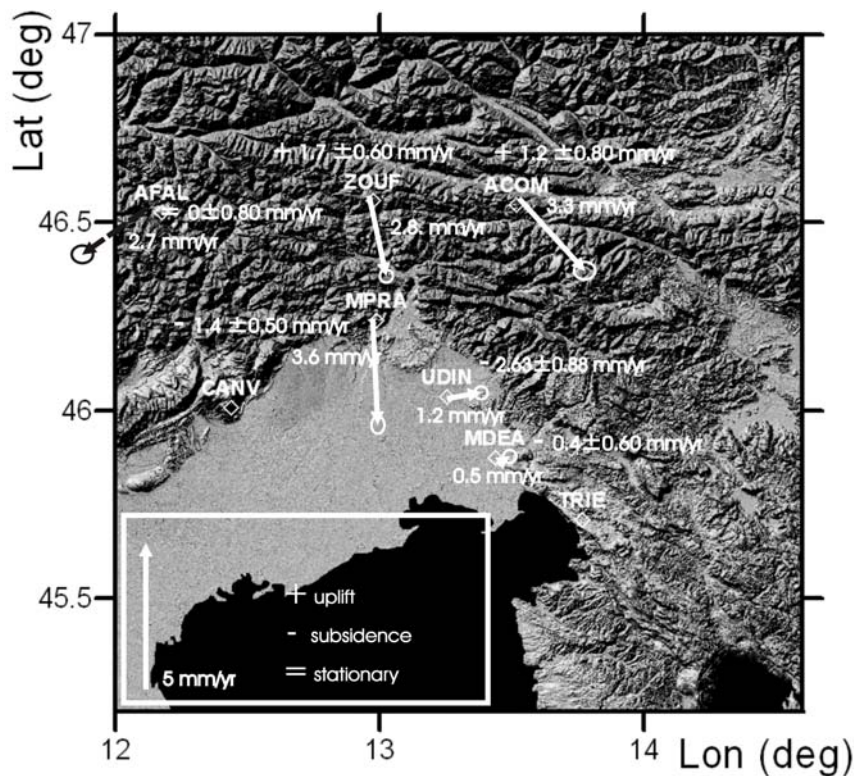 47
Lat (deg)
+ 1.7 ±0.60 mm/yr
+ 1.2 ±0.80 mm/yr
ZOUF
ACOM
AFAL
= 0±0.80 mm/yr
3.3 mm/yr
46.5
2.8. mm/yr
2.7 mm/yr
MPRA
- 1.4 ±0.50 mm/yr
3.6 mm/yr
- 2.63±0.88 mm/yr
UDIN
CANV
46
1.2 mm/yr
MDEA
- 0.4±0.60 mm/yr
0.5 mm/yr
TRIE
45.5
+ uplift
- subsidence
= stationary
5 mm/yr
12
13
14
Lon (deg)